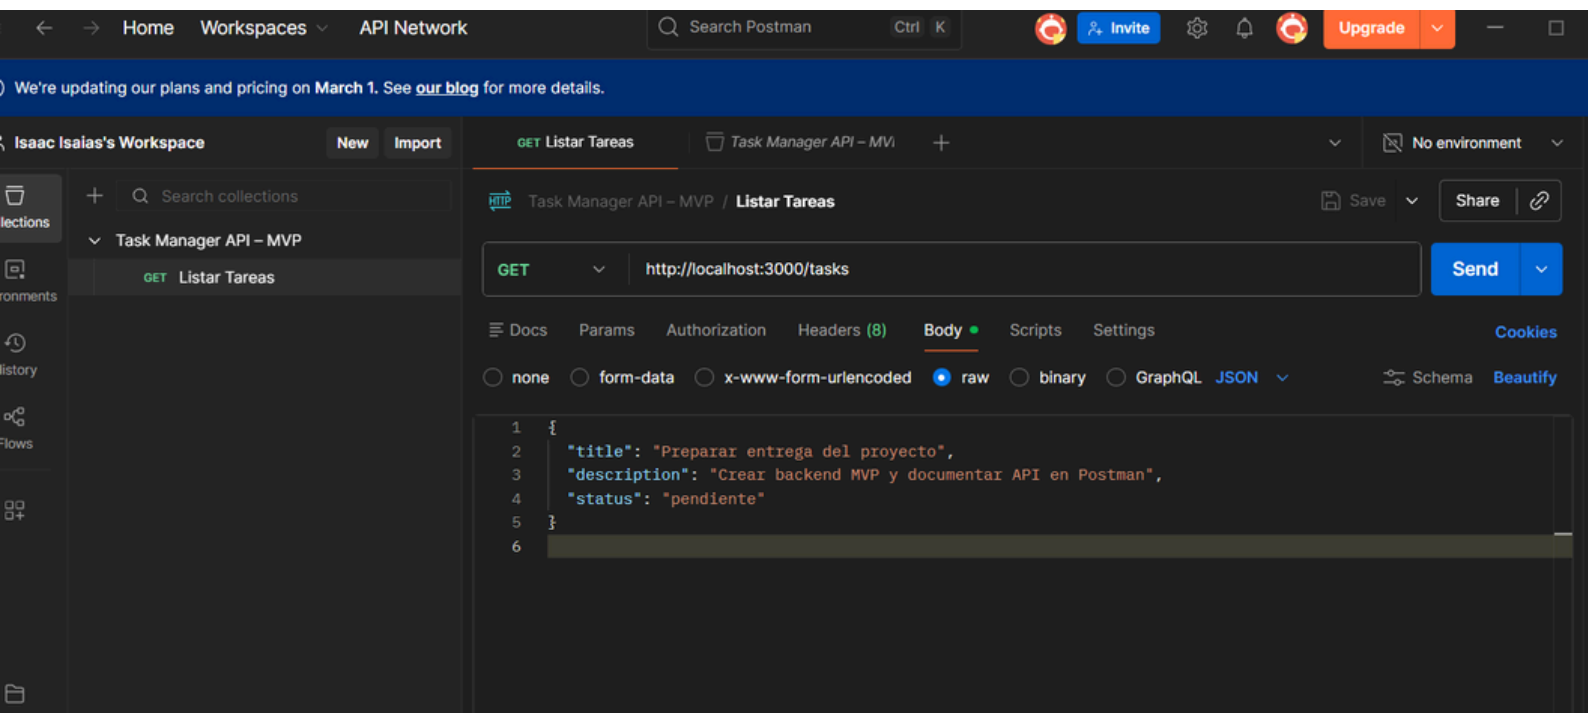 Home Workspaces API Network Search Postman Ctrl K Invite Upgrade
We're updating our plans and pricing on March 1. See our blog for more details.
Isaac Isaias's Workspace New Import GET Listar Tareas Task Manager API – MV No environment
Search collections HTTP Task Manager API – MVP / Listar Tareas Save Share
lections
Task Manager API – MVP
GET Listar Tareas GET http://localhost:3000/tasks Send
ronments
Docs Params Authorization Headers (8) Body Scripts Settings Cookies
istory none form-data x-www-form-urlencoded raw binary GraphQL JSON Schema Beautify
Flows
1 {
2 "title": "Preparar entrega del proyecto",
3 "description": "Crear backend MVP y documentar API en Postman",
4 "status": "pendiente"
5 }
6